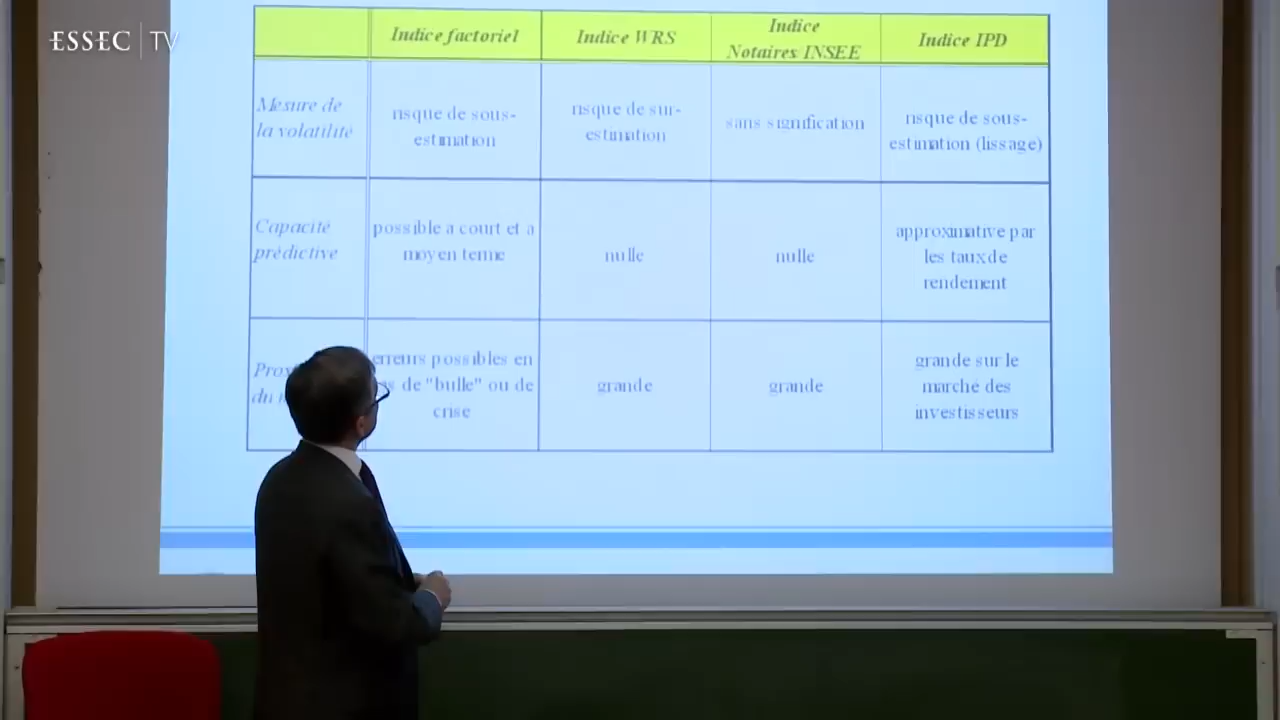 ESSEC TV
Indice factoriel
Indice WRS
Indice
Notaires INSEE
Indice IPD
Mesure de
la volatilité
risque de sous-
estimation
risque de sur-
estimation
sans signification
risque de sous-
estimation (lissage)
Capacité
prédictive
possible a court et a
moyen terme
nulle
nulle
approximative par
les taux de
rendement
erreurs possibles en
de "bulle" ou de
crise
grande
grande
grande sur le
marché des
investisseurs